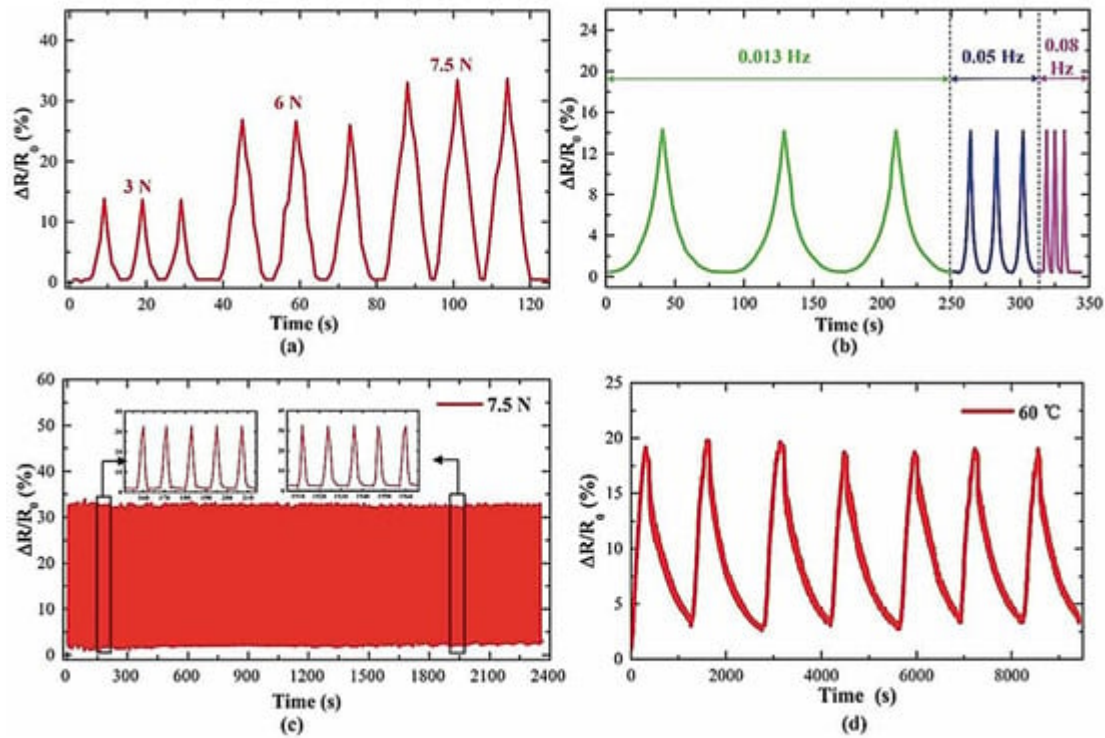 ΔR/R0 (%)
45
30
20
10
0
3 N
6 N
7.5 N
0 20 40 60 80 100 120
Time (s)
(a)
ΔR/R0 (%)
24
20
16
12
8
4
0
0.013 Hz
0.05 Hz
0.08
Hz
0 50 100 150 200 250 300 350
Time (s)
(b)
ΔR/R0 (%)
60
50
40
30
20
10
0
7.5 N
0 300 600 900 1200 1500 1800 2100 2400
Time (s)
(c)
ΔR/R0 (%)
25
20
15
10
5
0
60 ℃
0 2000 4000 6000 8000
Time (s)
(d)